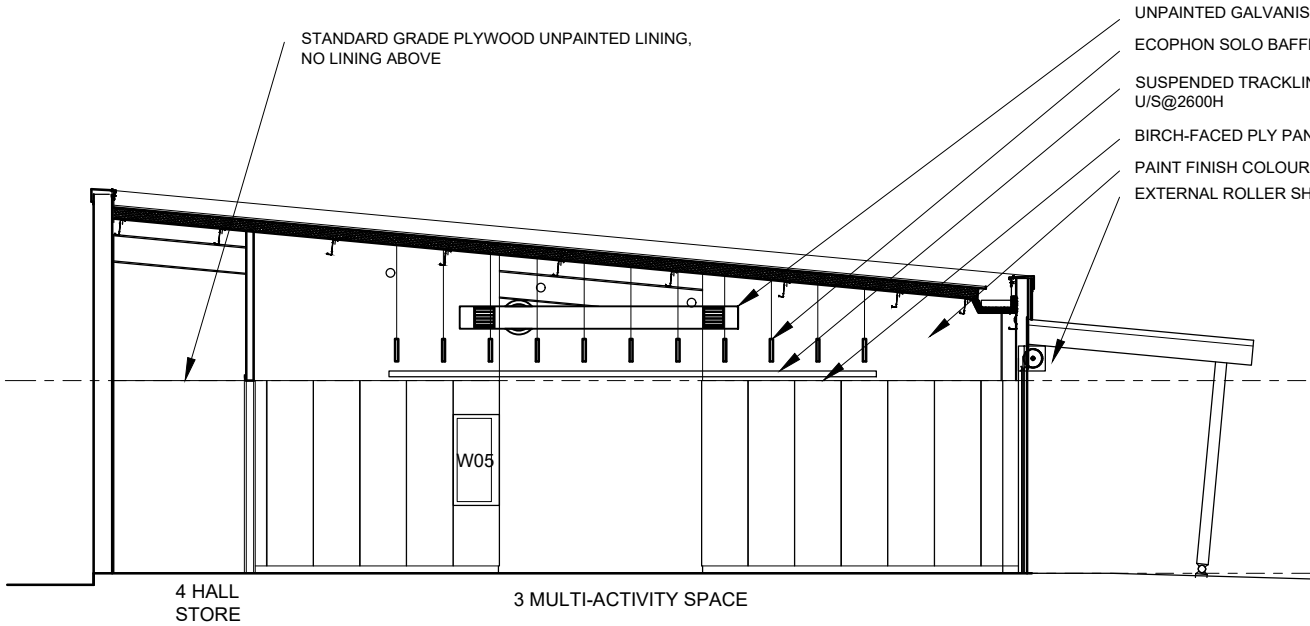 STANDARD GRADE PLYWOOD UNPAINTED LINING,
NO LINING ABOVE
UNPAINTED GALVANIS
ECOPHON SOLO BAFF
SUSPENDED TRACKLIN
U/S@2600H
BIRCH-FACED PLY PAN
PAINT FINISH COLOUR
EXTERNAL ROLLER SH
W05
4 HALL
STORE
3 MULTI-ACTIVITY SPACE